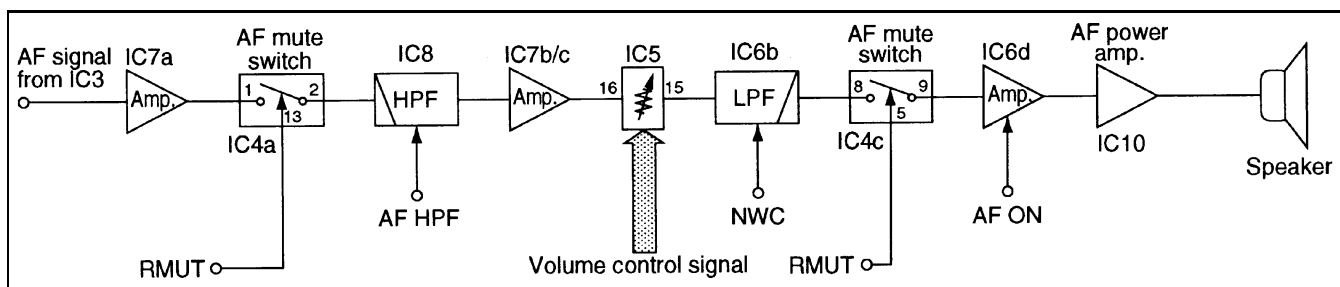 AF signal
from IC3
IC7a
Amp.
AF mute
switch
1
2
13
IC4a
RMUT
IC8
HPF
AF HPF
IC7b/c
Amp.
IC5
16
15
Volume control signal
IC6b
LPF
NWC
AF mute
switch
8
9
5
IC4c
RMUT
IC6d
Amp.
AF ON
AF power
amp.
IC10
Speaker